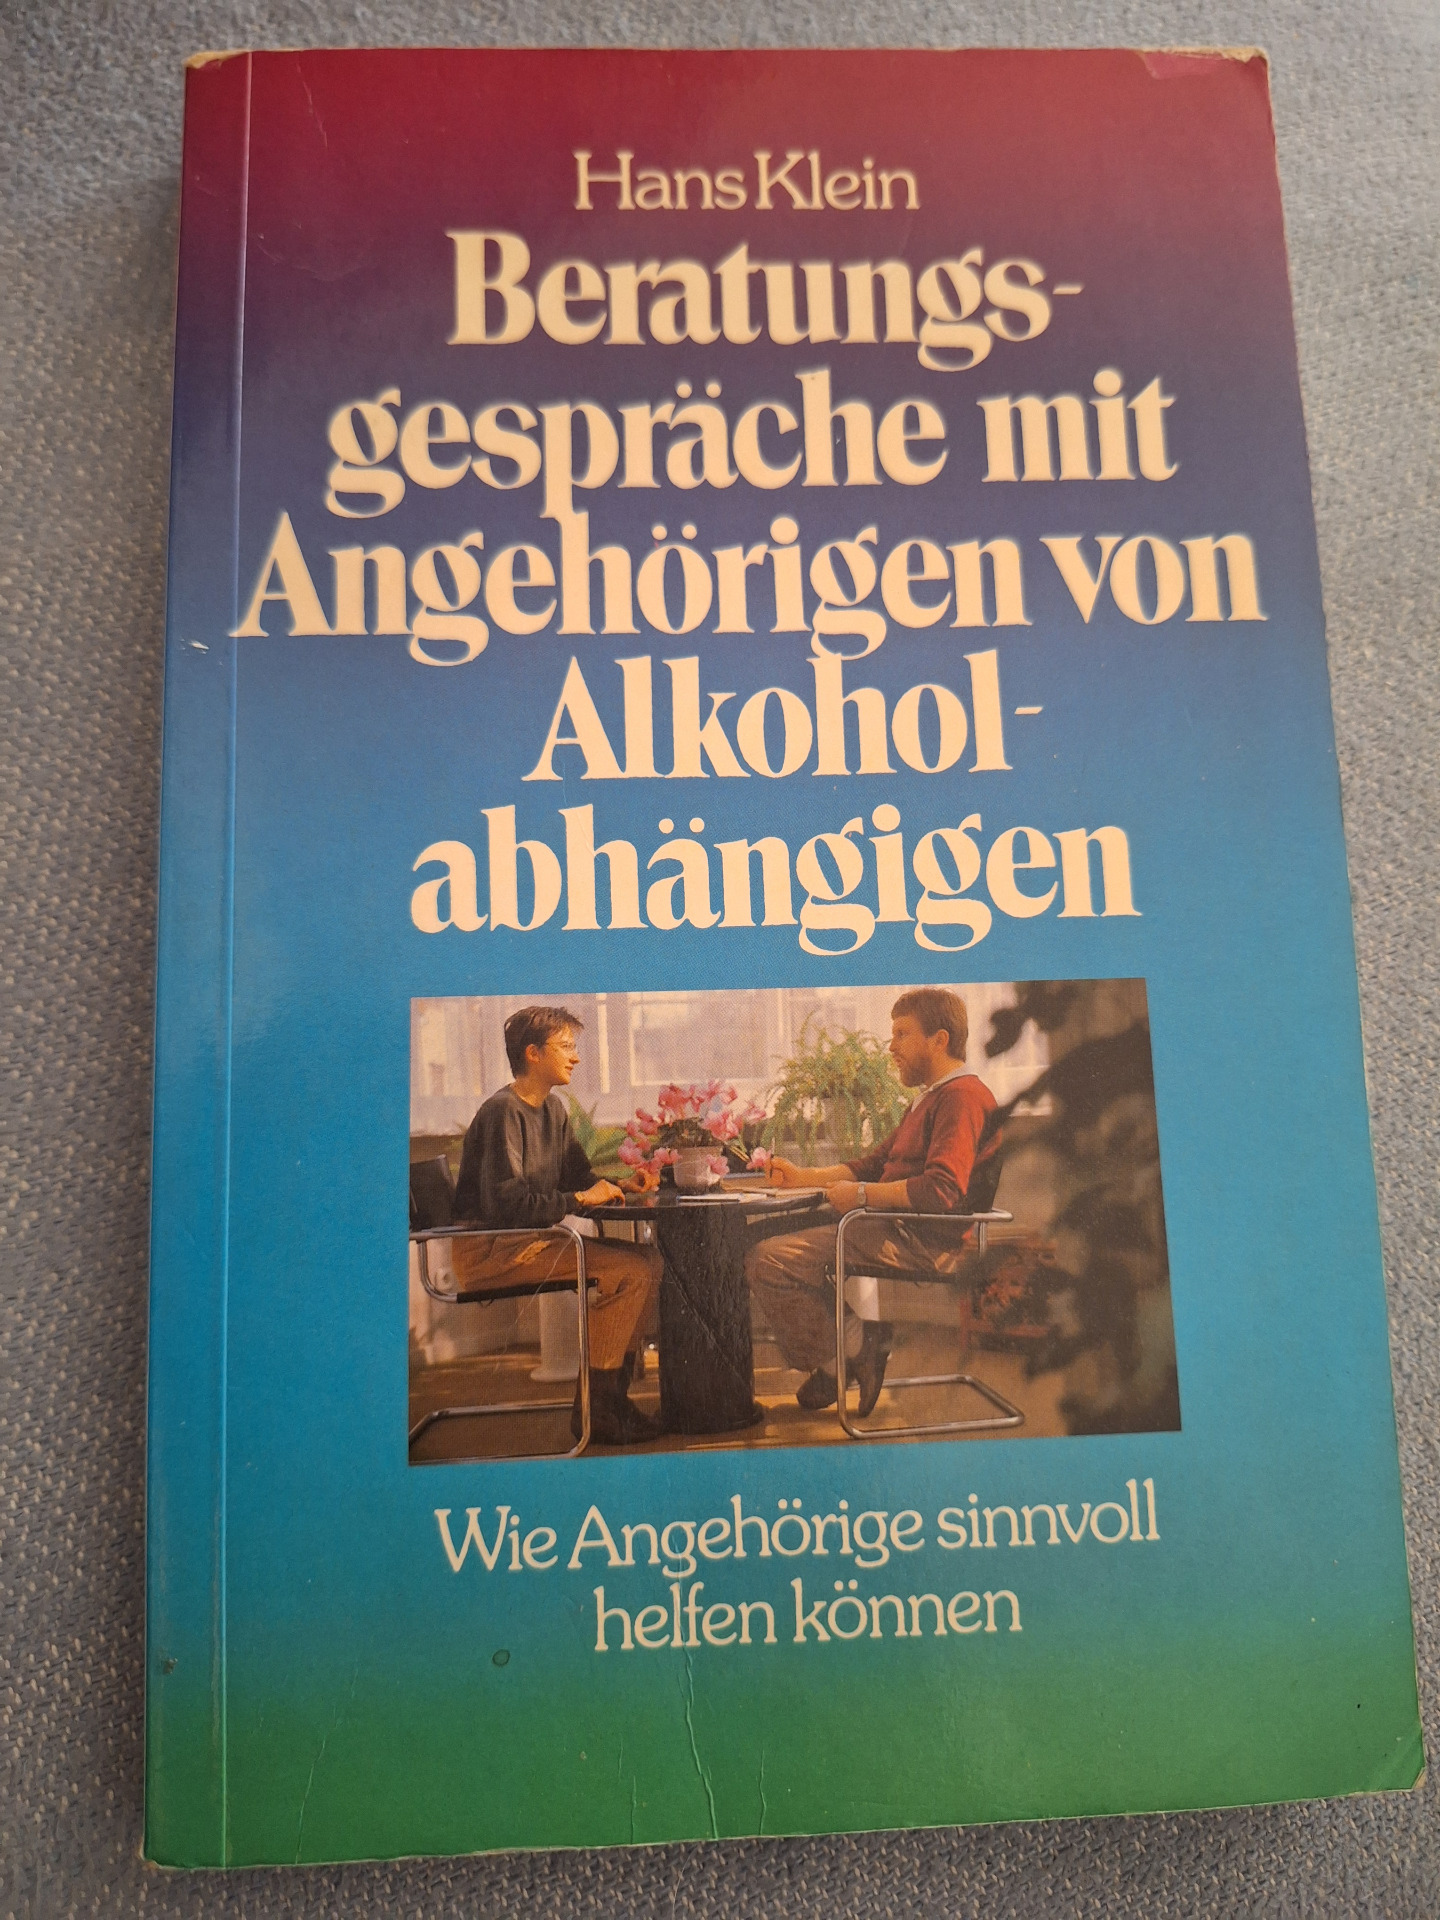 Hans Klein
Beratungs-
gespräche mit
Angehörigen von
Alkohol-
abhängigen
Wie Angehörige sinnvoll
helfen können